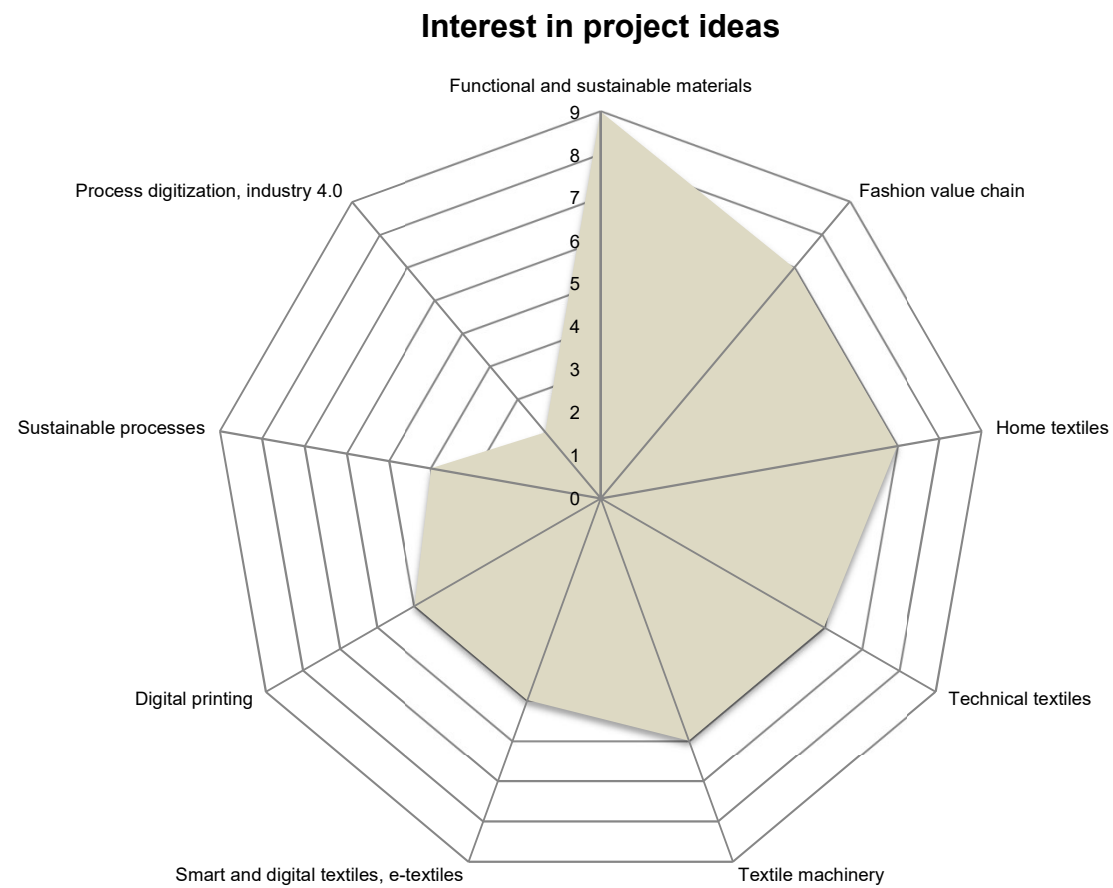 Interest in project ideas
Functional and sustainable materials
9
8
7
6
5
4
3
2
1
0
Process digitization, industry 4.0
Fashion value chain
Sustainable processes
Home textiles
Digital printing
Technical textiles
Smart and digital textiles, e-textiles
Textile machinery